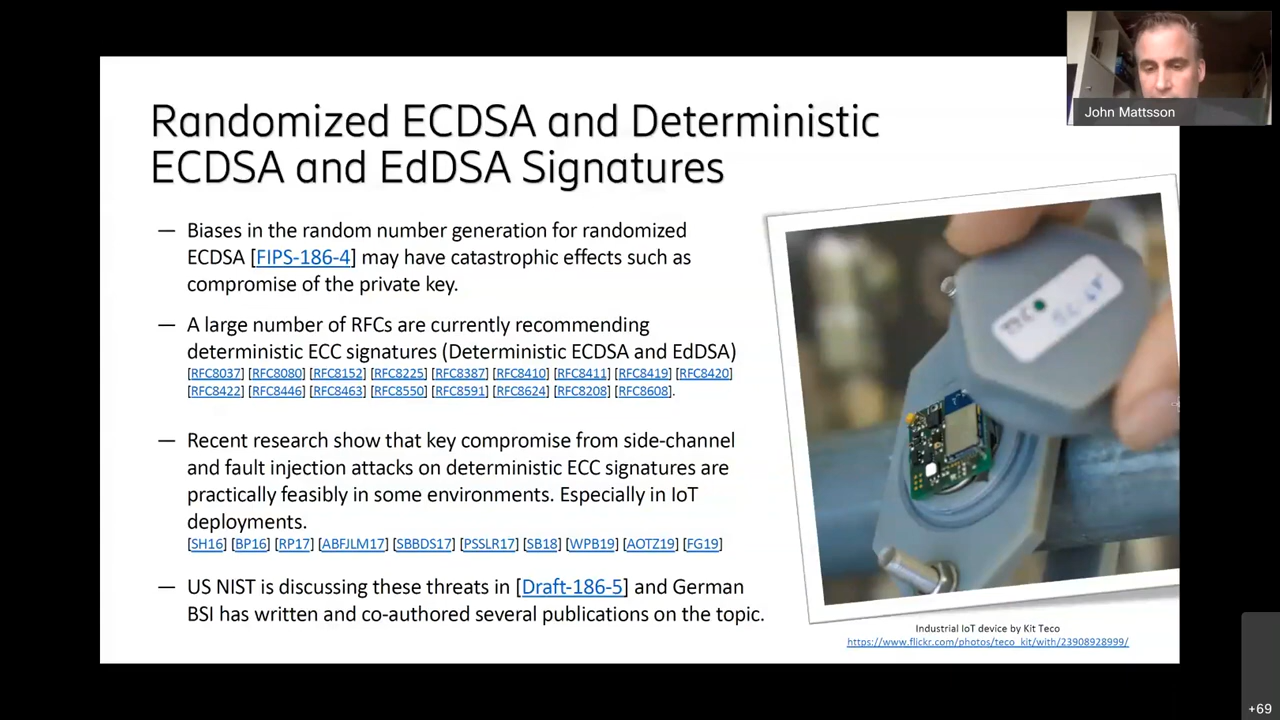 John Mattsson
Randomized ECDSA and Deterministic
ECDSA and EdDSA Signatures
— Biases in the random number generation for randomized
ECDSA [FIPS-186-4] may have catastrophic effects such as
compromise of the private key.
— A large number of RFCs are currently recommending
deterministic ECC signatures (Deterministic ECDSA and EdDSA)
[RFC8037] [RFC8080] [RFC8152] [RFC8225] [RFC8387] [RFC8410] [RFC8411] [RFC8419] [RFC8420]
[RFC8422] [RFC8446] [RFC8463] [RFC8550] [RFC8591] [RFC8624] [RFC8208] [RFC8608].
— Recent research show that key compromise from side-channel
and fault injection attacks on deterministic ECC signatures are
practically feasibly in some environments. Especially in IoT
deployments.
[SH16] [BP16] [RP17] [ABFJLM17] [SBBDS17] [PSSLR17] [SB18] [WPB19] [AOTZ19] [FG19]
— US NIST is discussing these threats in [Draft-186-5] and German
BSI has written and co-authored several publications on the topic.
Industrial IoT device by Kit Teco
https://www.flickr.com/photos/teco_kit/with/23908928999/
+69